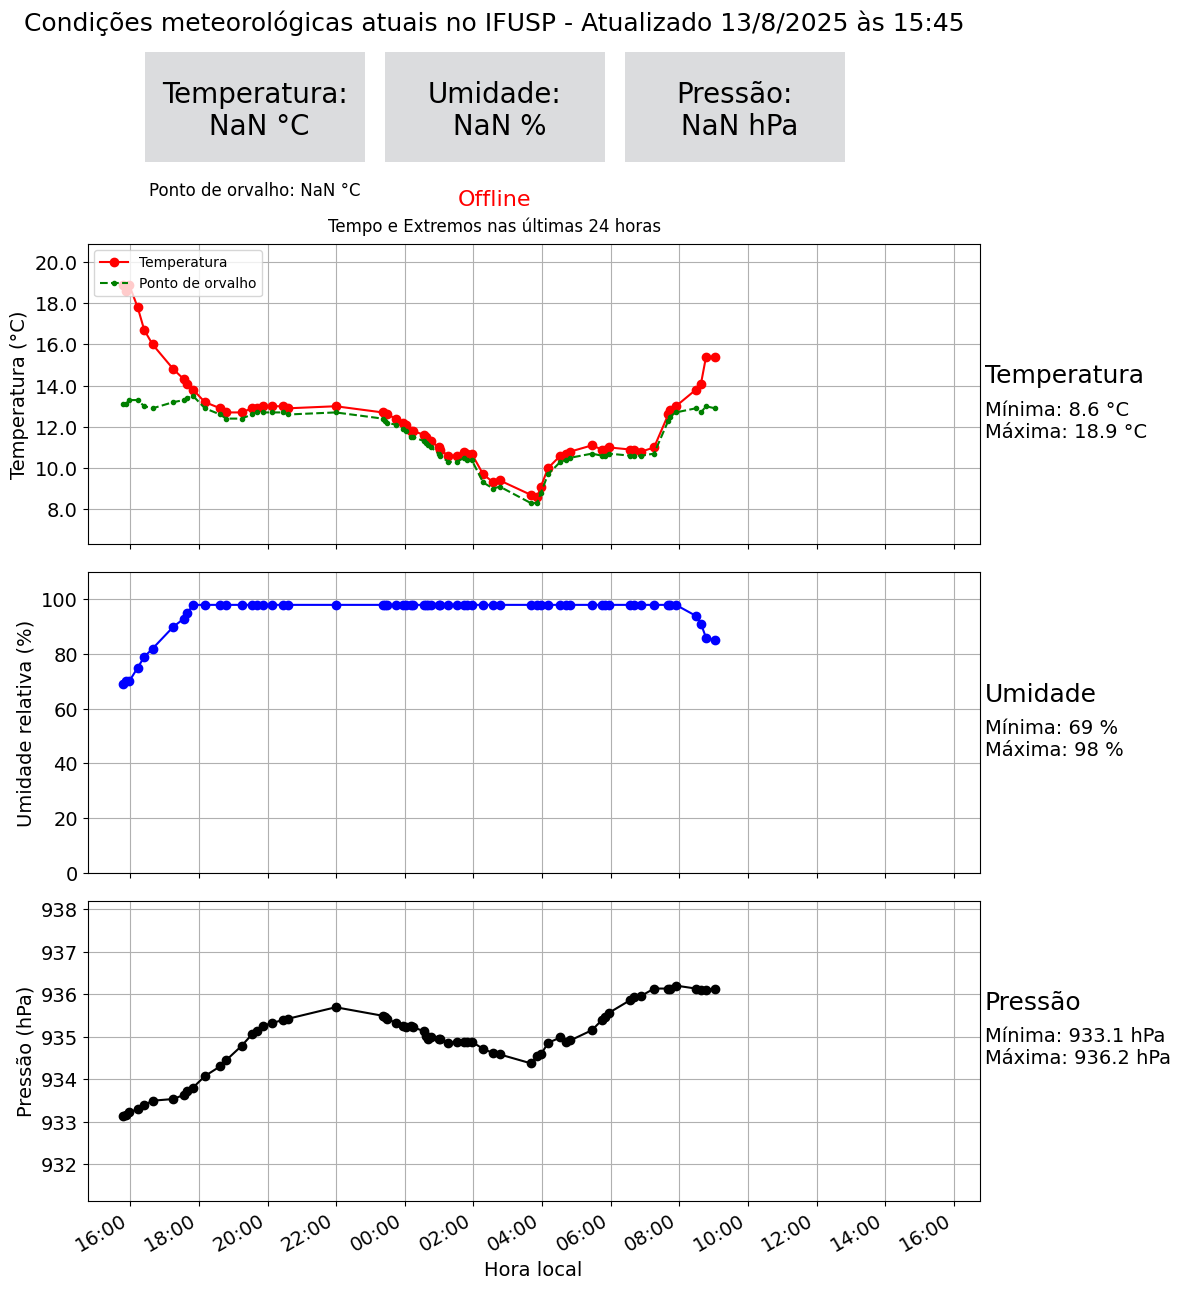 Condições meteorológicas atuais no IFUSP - Atualizado 13/8/2025 às 15:45
Temperatura:
NaN °C
Umidade:
NaN %
Pressão:
NaN hPa
Ponto de orvalho: NaN °C
Offline
Tempo e Extremos nas últimas 24 horas
Temperatura
Ponto de orvalho
Temperatura (°C)
20.0
18.0
16.0
14.0
12.0
10.0
8.0
Temperatura
Mínima: 8.6 °C
Máxima: 18.9 °C
Umidade relativa (%)
100
80
60
40
20
0
Umidade
Mínima: 69 %
Máxima: 98 %
Pressão (hPa)
938
937
936
935
934
933
932
Pressão
Mínima: 933.1 hPa
Máxima: 936.2 hPa
16:00 18:00 20:00 22:00 00:00 02:00 04:00 06:00 08:00 10:00 12:00 14:00 16:00
Hora local